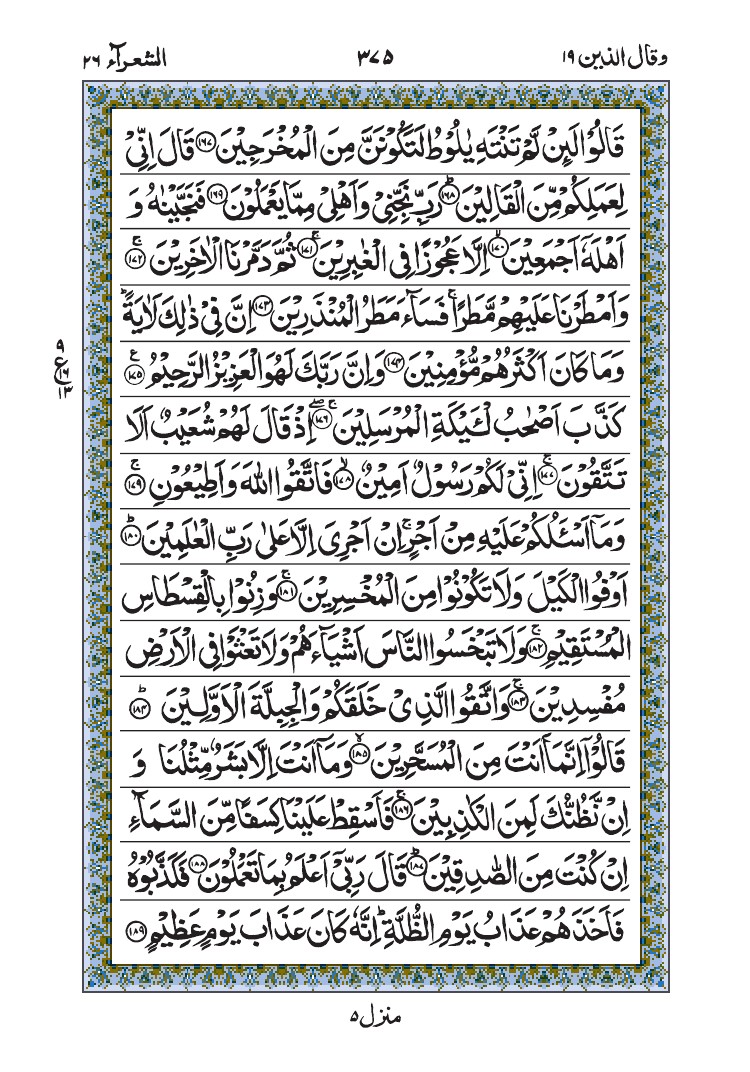 وقال الذین ۱۹ ۳۷۵ الشعرآء ۲۶
قَالُوْا لَىِٕنْ لَّمْ تَنْتَهِ یٰلُوْطُ لَتَكُوْنَنَّ مِنَ الْمُخْرَجِیْنَ ۝۱۶۷ قَالَ اِنِّیْ
لِعَمَلِكُمْ مِّنَ الْقَالِیْنَ ۝۱۶۸ؕ رَبِّ نَجِّنِیْ وَاَهْلِیْ مِمَّا یَعْمَلُوْنَ ۝۱۶۹ فَنَجَّیْنٰهُ وَ
اَهْلَهٗۤ اَجْمَعِیْنَ ۝۱۷۰ۙ اِلَّا عَجُوْزًا فِی الْغٰبِرِیْنَ ۝۱۷۱ۚ ثُمَّ دَمَّرْنَا الْاٰخَرِیْنَ ۝۱۷۲ۚ
وَاَمْطَرْنَا عَلَیْهِمْ مَّطَرًا ۚ فَسَآءَ مَطَرُ الْمُنْذَرِیْنَ ۝۱۷۳ اِنَّ فِیْ ذٰلِكَ لَاٰیَةً ؕ
وَمَا كَانَ اَكْثَرُهُمْ مُّؤْمِنِیْنَ ۝۱۷۴ وَاِنَّ رَبَّكَ لَهُوَ الْعَزِیْزُ الرَّحِیْمُ ۝۱۷۵ع
۹ ع ۱۶ ۱۳
كَذَّبَ اَصْحٰبُ لْـَٔیْكَةِ الْمُرْسَلِیْنَ ۝۱۷۶ۚۖ اِذْ قَالَ لَهُمْ شُعَیْبٌ اَلَا
تَتَّقُوْنَ ۝۱۷۷ۚ اِنِّیْ لَكُمْ رَسُوْلٌ اَمِیْنٌ ۝۱۷۸ۙ فَاتَّقُوا اللّٰهَ وَاَطِیْعُوْنِ ۝۱۷۹ۚ
وَمَاۤ اَسْـَٔلُكُمْ عَلَیْهِ مِنْ اَجْرٍ ۚ اِنْ اَجْرِیَ اِلَّا عَلٰی رَبِّ الْعٰلَمِیْنَ ۝۱۸۰ؕ
اَوْفُوا الْكَیْلَ وَلَا تَكُوْنُوْا مِنَ الْمُخْسِرِیْنَ ۝۱۸۱ۚ وَزِنُوْا بِالْقِسْطَاسِ
الْمُسْتَقِیْمِ ۝۱۸۲ۚ وَلَا تَبْخَسُوا النَّاسَ اَشْیَآءَهُمْ وَلَا تَعْثَوْا فِی الْاَرْضِ
مُفْسِدِیْنَ ۝۱۸۳ۚ وَاتَّقُوا الَّذِیْ خَلَقَكُمْ وَالْجِبِلَّةَ الْاَوَّلِیْنَ ۝۱۸۴ؕ
قَالُوْۤا اِنَّمَاۤ اَنْتَ مِنَ الْمُسَحَّرِیْنَ ۝۱۸۵ۙ وَمَاۤ اَنْتَ اِلَّا بَشَرٌ مِّثْلُنَا وَ
اِنْ نَّظُنُّكَ لَمِنَ الْكٰذِبِیْنَ ۝۱۸۶ۚ فَاَسْقِطْ عَلَیْنَا كِسَفًا مِّنَ السَّمَآءِ
اِنْ كُنْتَ مِنَ الصّٰدِقِیْنَ ۝۱۸۷ؕ قَالَ رَبِّیْۤ اَعْلَمُ بِمَا تَعْمَلُوْنَ ۝۱۸۸ فَكَذَّبُوْهُ
فَاَخَذَهُمْ عَذَابُ یَوْمِ الظُّلَّةِ ؕ اِنَّهٗ كَانَ عَذَابَ یَوْمٍ عَظِیْمٍ ۝۱۸۹
منزل ۵